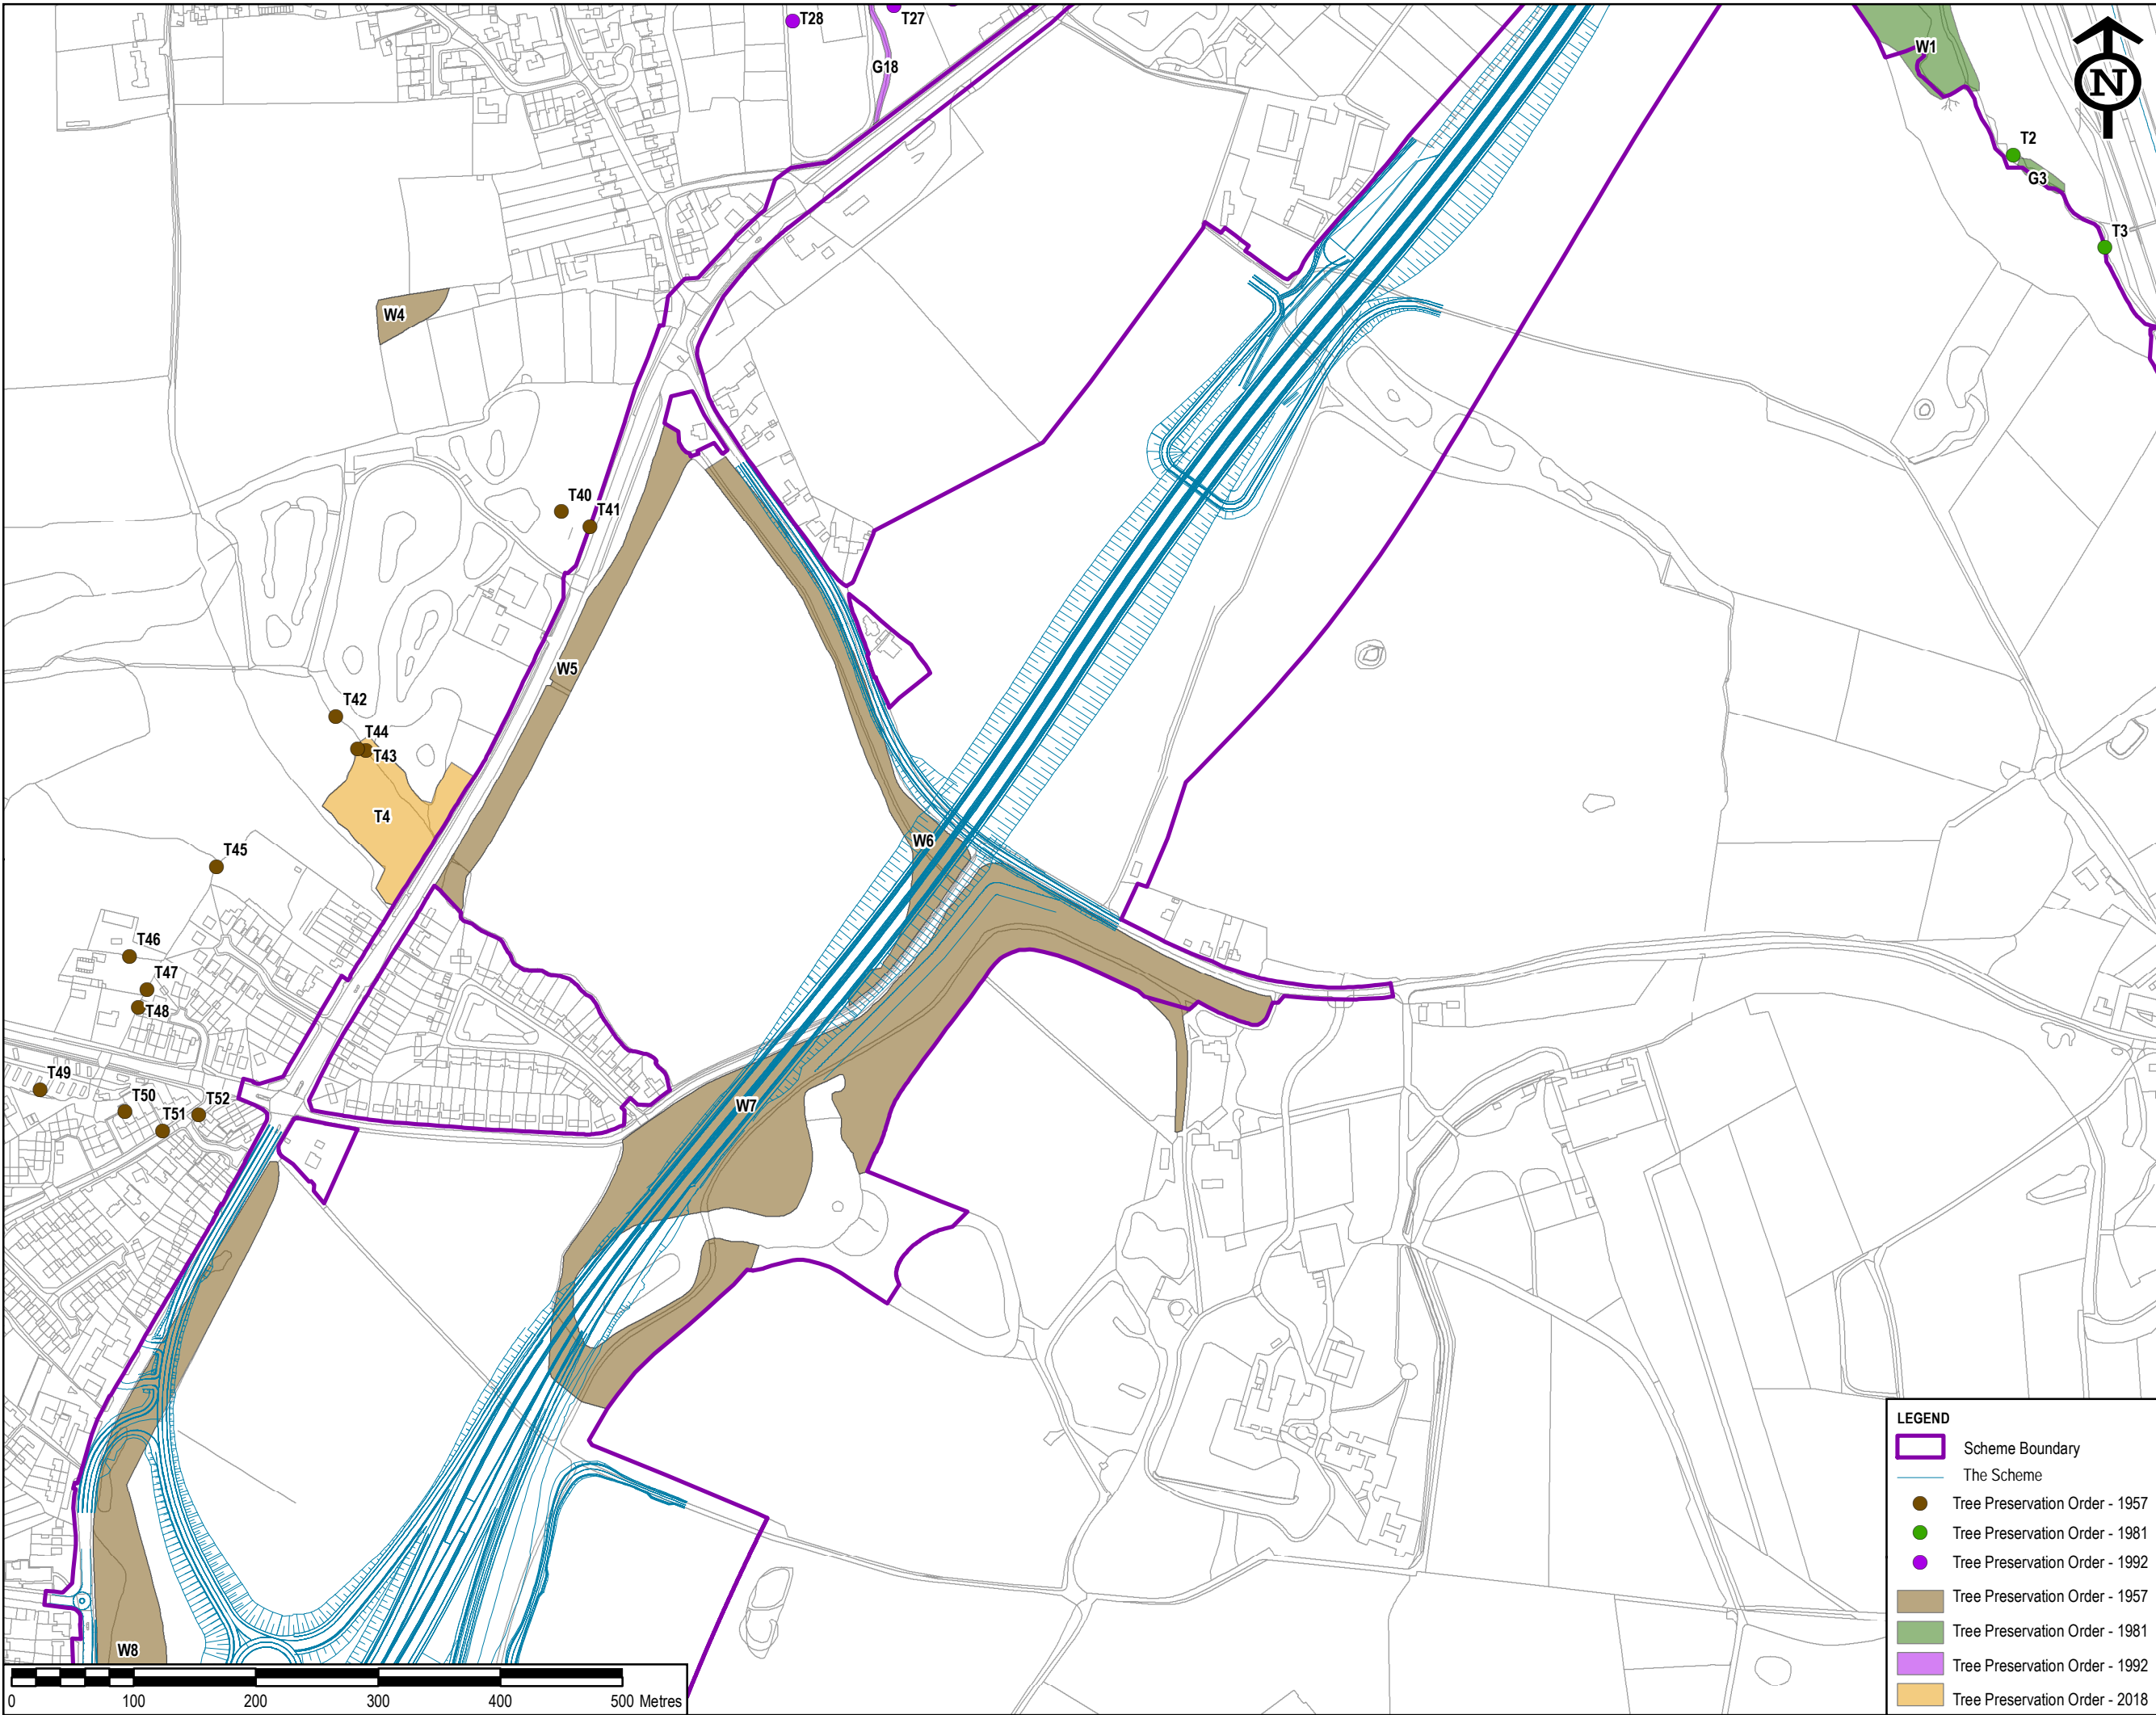 T28
T27
G18
W1
N
T2
G3
T3
W4
T40
T41
W5
T42
T44
T43
T4
W6
T45
T46
T47
T48
T49
T50
T51
T52
W7
W8
0 100 200 300 400 500 Metres
LEGEND
Scheme Boundary
The Scheme
Tree Preservation Order - 1957
Tree Preservation Order - 1981
Tree Preservation Order - 1992
Tree Preservation Order - 1957
Tree Preservation Order - 1981
Tree Preservation Order - 1992
Tree Preservation Order - 2018